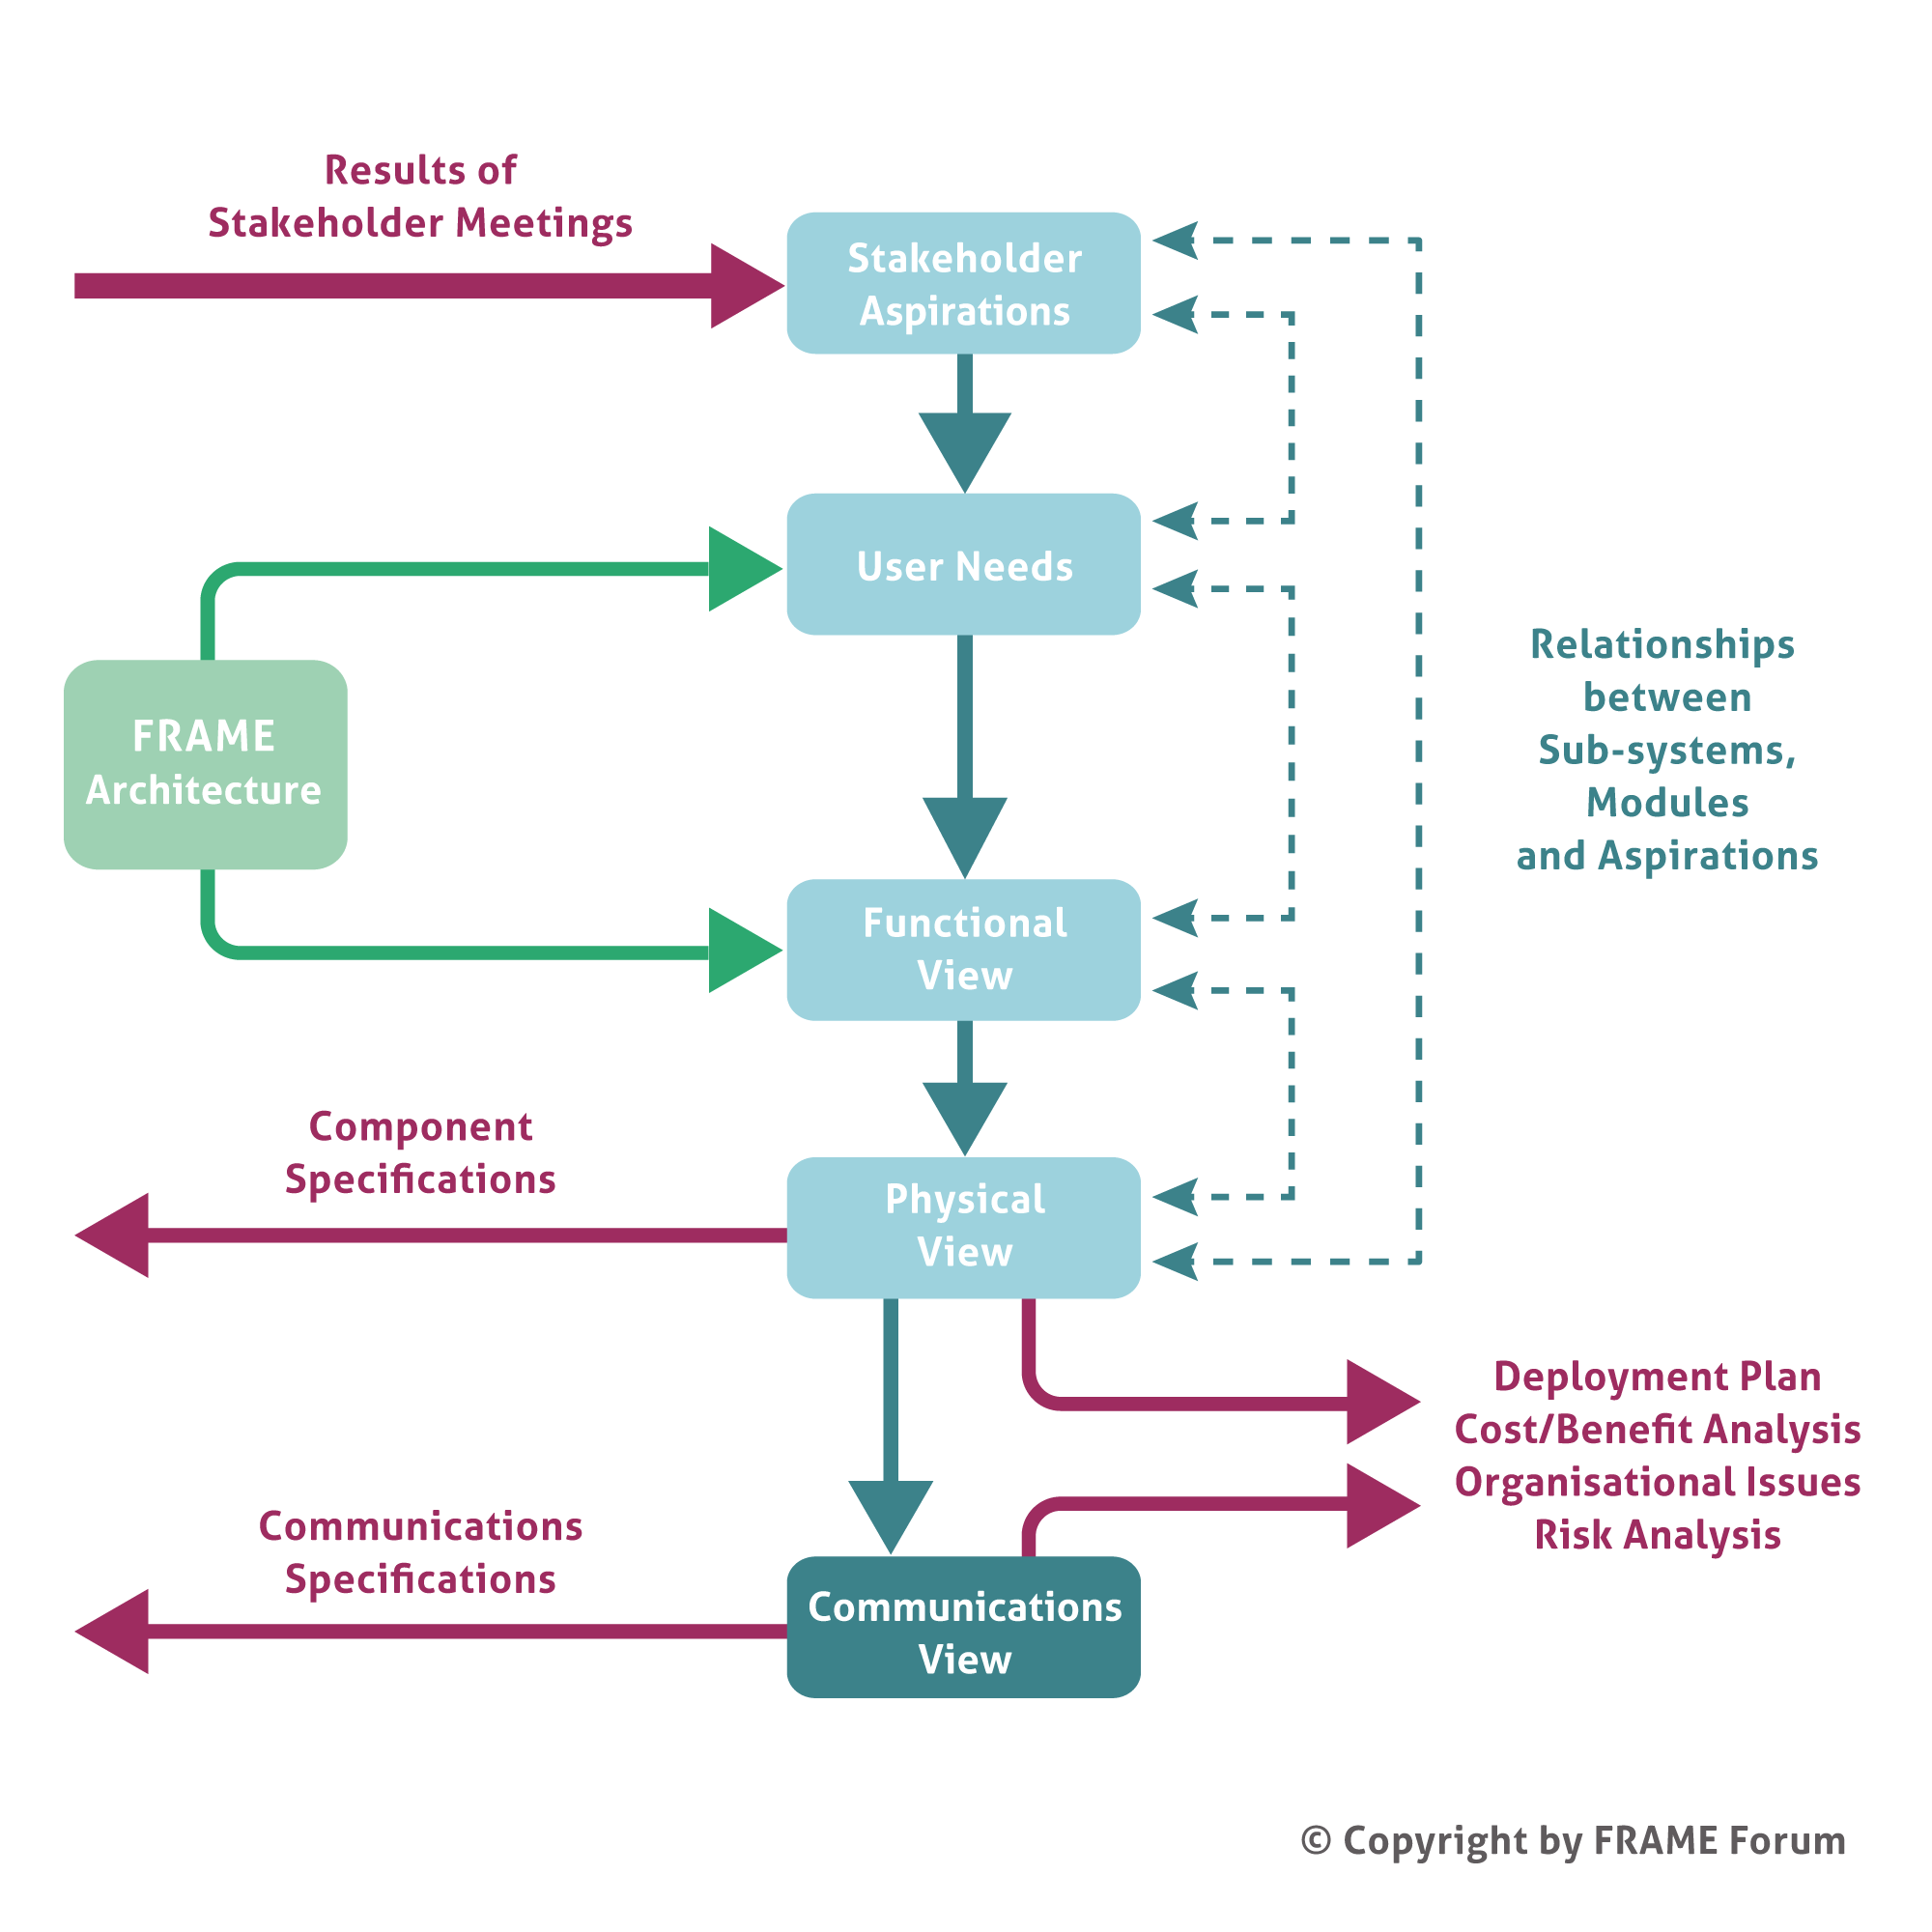 Results of
Stakeholder Meetings
Stakeholder
Aspirations
User Needs
FRAME
Architecture
Relationships
between
Sub-systems,
Modules
and Aspirations
Functional
View
Component
Specifications
Physical
View
Deployment Plan
Cost/Benefit Analysis
Organisational Issues
Risk Analysis
Communications
Specifications
Communications
View
© Copyright by FRAME Forum